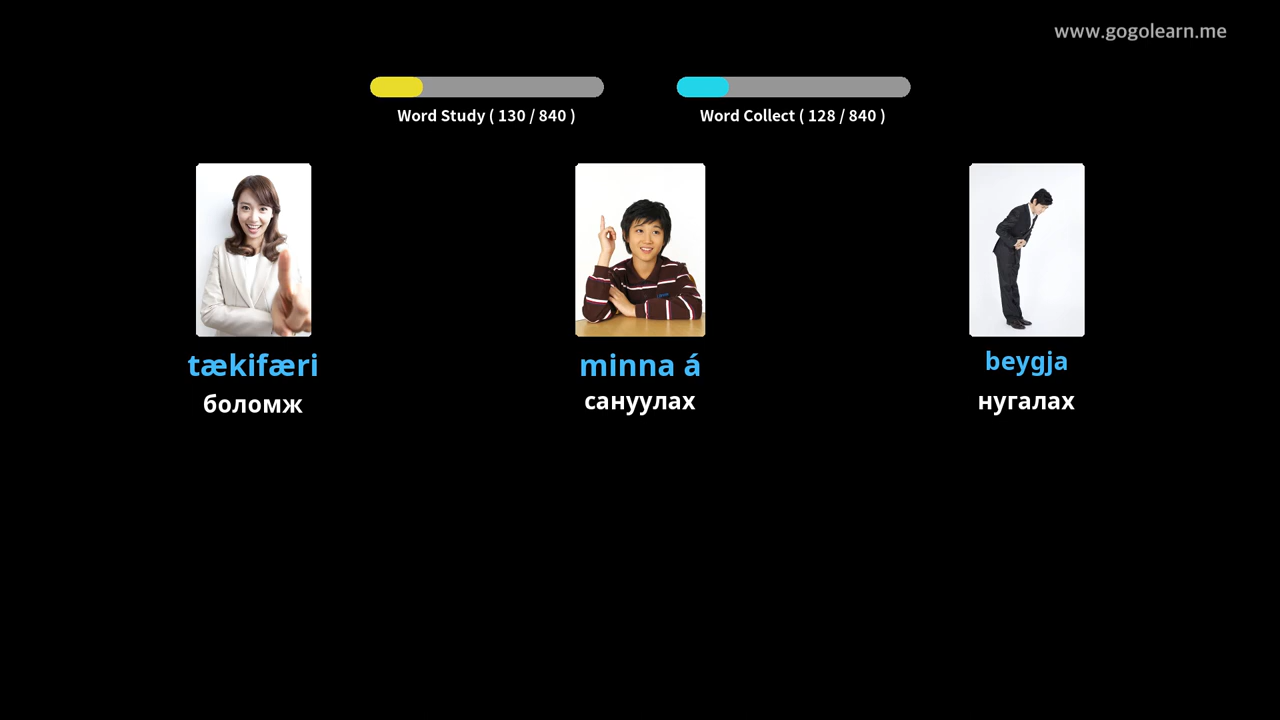 www.gogolearn.me
Word Study ( 130 / 840 )
Word Collect ( 128 / 840 )
tækifæri
боломж
minna á
сануулах
beygja
нугалах